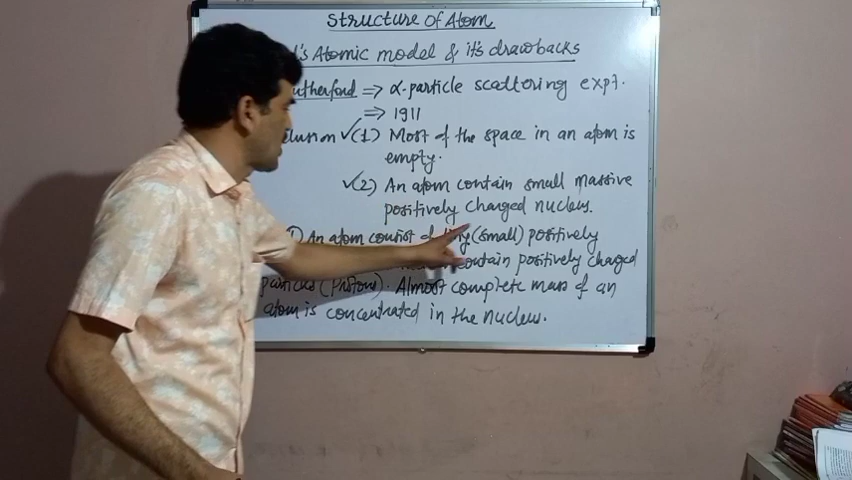 Structure of Atom
d's Atomic model & it's drawbacks
utherford => α-particle scattering expt.
=> 1911
clusion ✓(1) Most of the space in an atom is
empty.
✓(2) An atom contain small massive
positively charged nucleus.
1) An atom consist of tiny (small) positively
contain positively charged
particles (Protons). Almost complete mass of an
atom is concentrated in the nucleus.